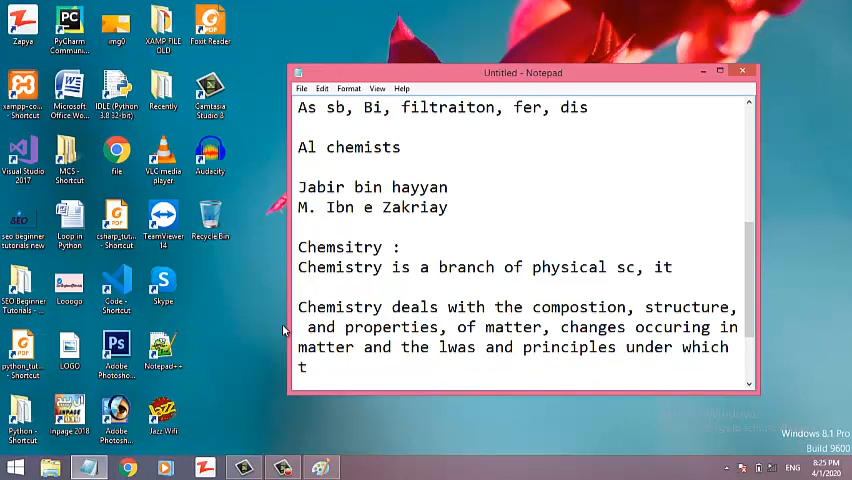 Zapya
PyCharm Communi...
img0
XAMP FILE OLD
Foxit Reader
xampp-co... - Shortcut
Microsoft Office Wo...
IDLE (Python 3.8 32-bit)
Recently
Camtasia Studio 8
Visual Studio 2017
MCS - Shortcut
file
VLC media player
Audacity
SEO
seo beginner tutorials new
Loop in Python
csharp_tut... - Shortcut
TeamViewer 14
Recycle Bin
SEO Beginner Tutorials - ...
Looogo
Code - Shortcut
Skype
python_tut...
LOGO
Adobe Photosho...
Notepad++
Python - Shortcut
Inpage 2018
Adobe Photosh...
Jazz Wifi
Untitled - Notepad
File Edit Format View Help
As sb, Bi, filtraiton, fer, dis
Al chemists
Jabir bin hayyan
M. Ibn e Zakriay
Chemsitry :
Chemistry is a branch of physical sc, it
Chemistry deals with the compostion, structure,
and properties, of matter, changes occuring in
matter and the lwas and principles under which
t
Windows 8.1 Pro
Build 9600
ENG
8:25 PM
4/1/2020